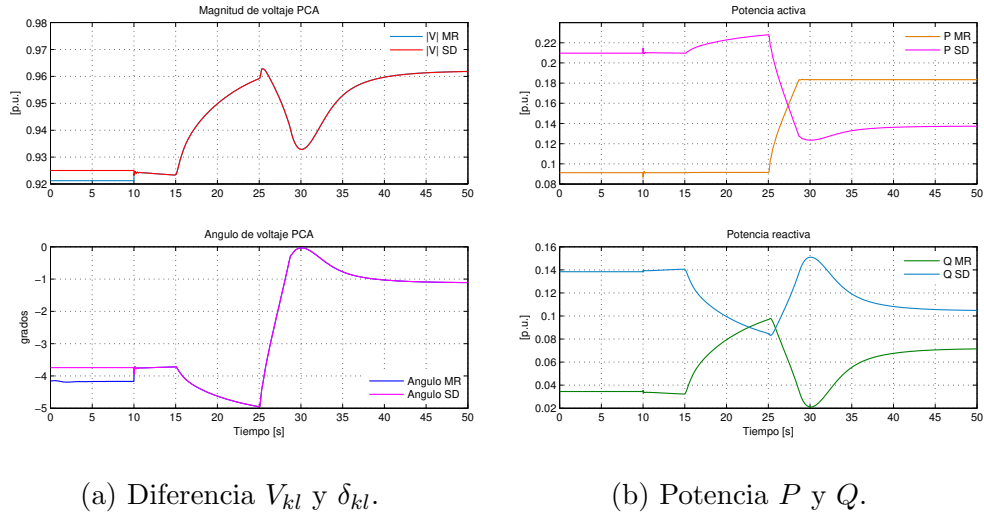 Magnitud de voltaje PCA
[p.u.]
0.98
0.97
0.96
0.95
0.94
0.93
0.92
|V| MR
|V| SD
0 5 10 15 20 25 30 35 40 45 50
Angulo de voltaje PCA
grados
0
−1
−2
−3
−4
−5
Angulo MR
Angulo SD
0 5 10 15 20 25 30 35 40 45 50
Tiempo [s]
(a) Diferencia Vkl y δkl.
Potencia activa
[p.u.]
0.22
0.2
0.18
0.16
0.14
0.12
0.1
0.08
P MR
P SD
0 5 10 15 20 25 30 35 40 45 50
Potencia reactiva
[p.u.]
0.16
0.14
0.12
0.1
0.08
0.06
0.04
0.02
Q MR
Q SD
0 5 10 15 20 25 30 35 40 45 50
Tiempo [s]
(b) Potencia P y Q.